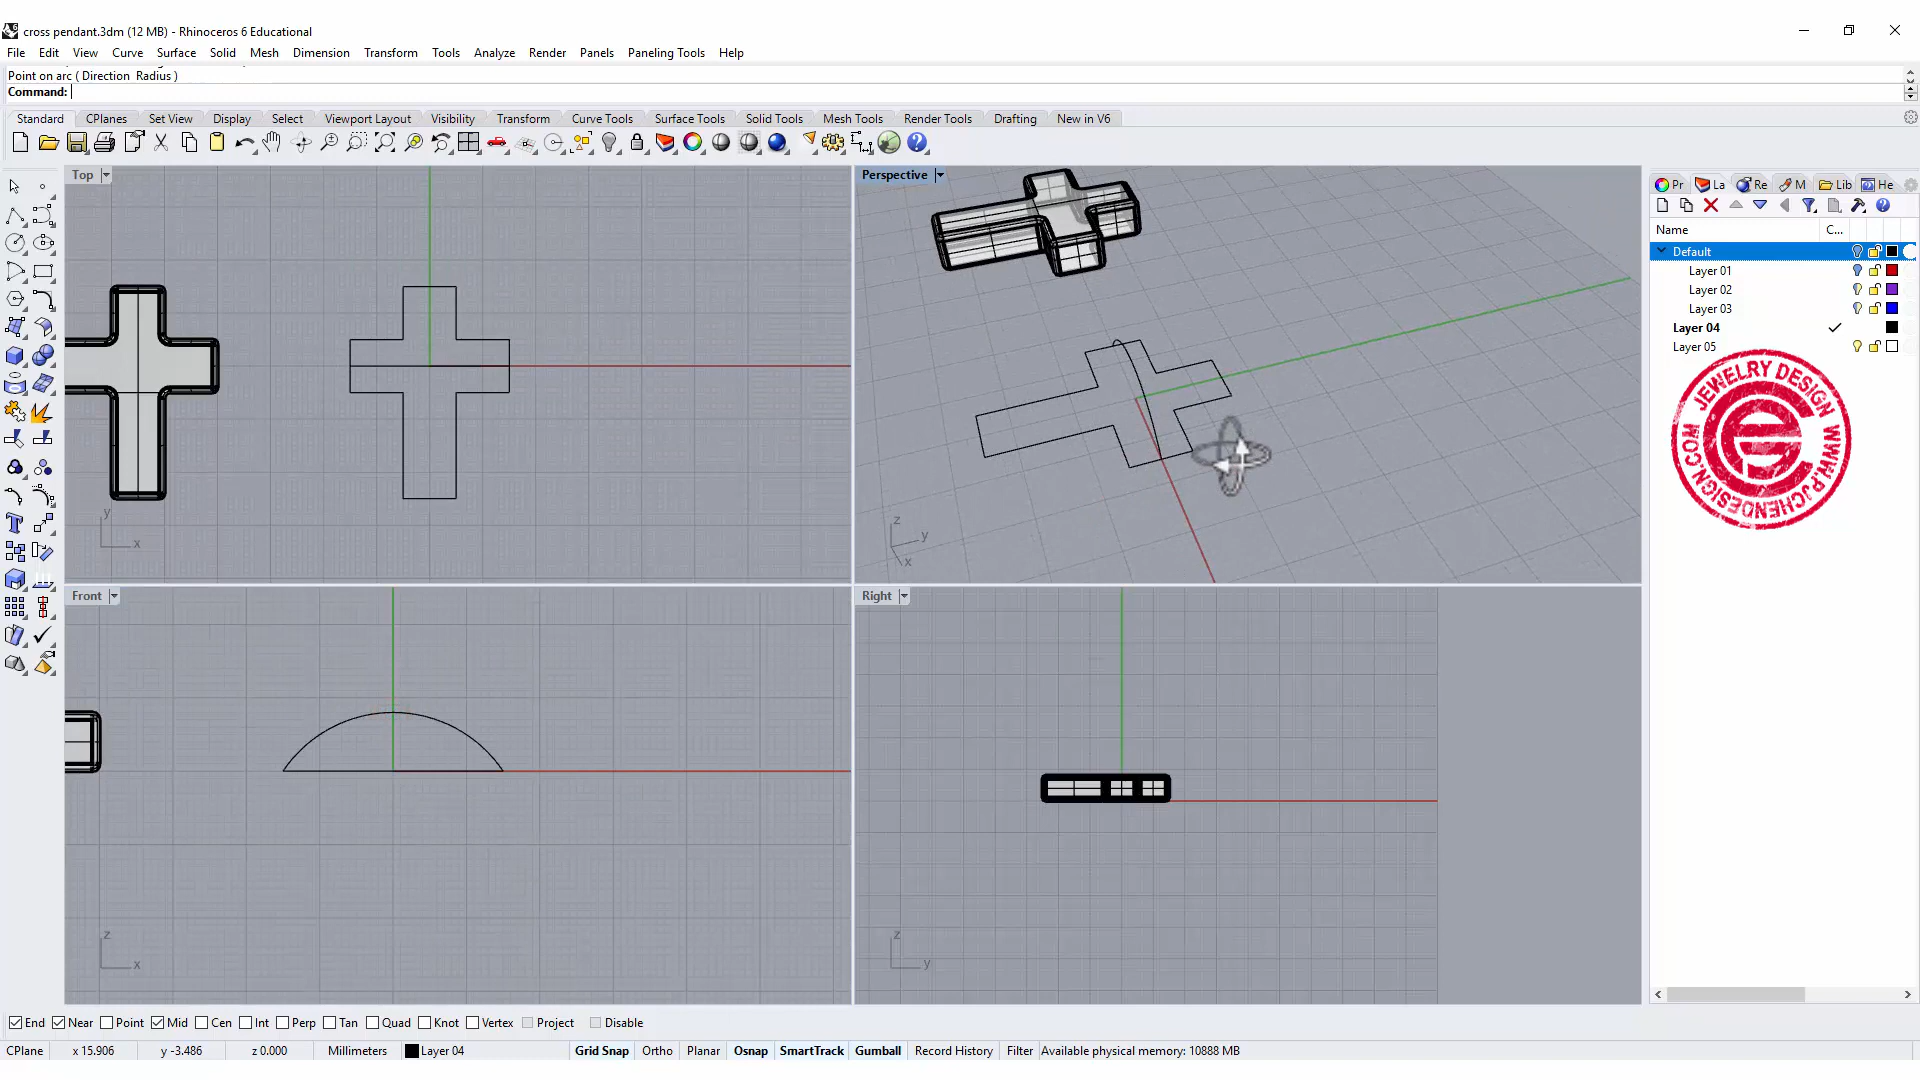 cross pendant.3dm (12 MB) - Rhinoceros 6 Educational
File Edit View Curve Surface Solid Mesh Dimension Transform Tools Analyze Render Panels Paneling Tools Help
Point on arc ( Direction Radius )
Command:
Standard CPlanes Set View Display Select Viewport Layout Visibility Transform Curve Tools Surface Tools Solid Tools Mesh Tools Render Tools Drafting New in V6
Top
Perspective
Pr La Re M Lib He
Name C...
Default
Layer 01
Layer 02
Layer 03
Layer 04
Layer 05
JEWELRY DESIGN
WWW.PJCHENDESIGN.COM
y
x
z
y
x
Front
Right
z
x
z
y
End Near Point Mid Cen Int Perp Tan Quad Knot Vertex Project Disable
CPlane x 15.906 y -3.486 z 0.000 Millimeters Layer 04 Grid Snap Ortho Planar Osnap SmartTrack Gumball Record History Filter Available physical memory: 10888 MB